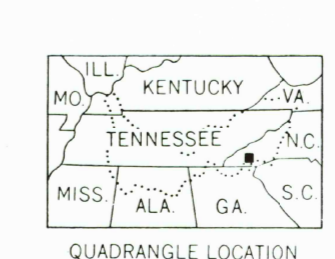 ILL.
KENTUCKY
MO.
VA.
TENNESSEE
N.C.
MISS.
ALA.
GA.
S.C.
QUADRANGLE LOCATION